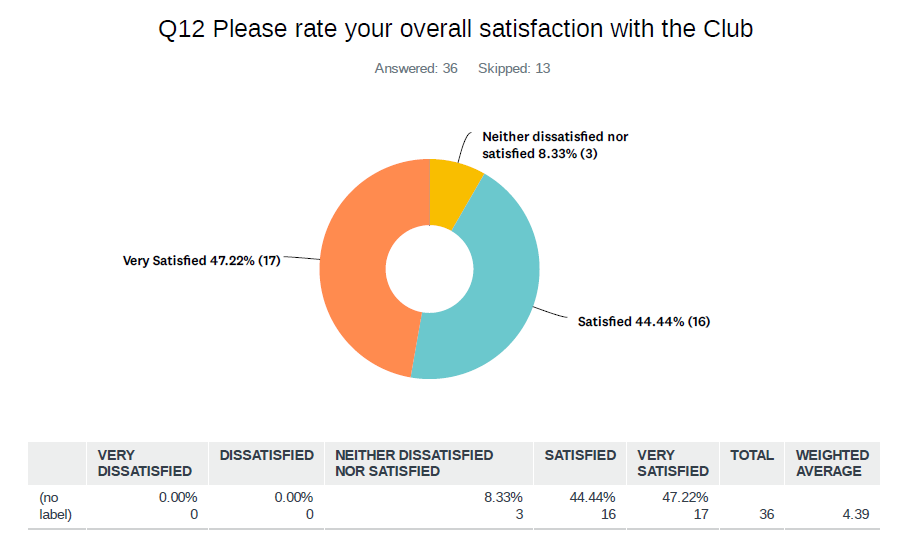 Q12 Please rate your overall satisfaction with the Club
Answered: 36 Skipped: 13
Neither dissatisfied nor
satisfied 8.33% (3)
Very Satisfied 47.22% (17)
Satisfied 44.44% (16)
VERY DISSATISFIED NEITHER DISSATISFIED SATISFIED VERY TOTAL WEIGHTED
DISSATISFIED NOR SATISFIED SATISFIED AVERAGE
(no 0.00% 0.00% 8.33% 44.44% 47.22%
label) 0 0 3 16 17 36 4.39